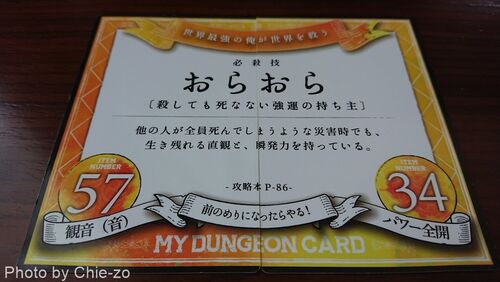 世界最強の俺が世界を救う
必殺技
おらおら
［殺しても死なない強運の持ち主］
他の人が全員死んでしまうような災害時でも、
生き残れる直観と、瞬発力を持っている。
-攻略本P-86-
ITEM
NUMBER
57
観音（音）
前のめりになったらやる！
ITEM
NUMBER
34
パワー全開
MY DUNGEON CARD
Photo by Chie-zo